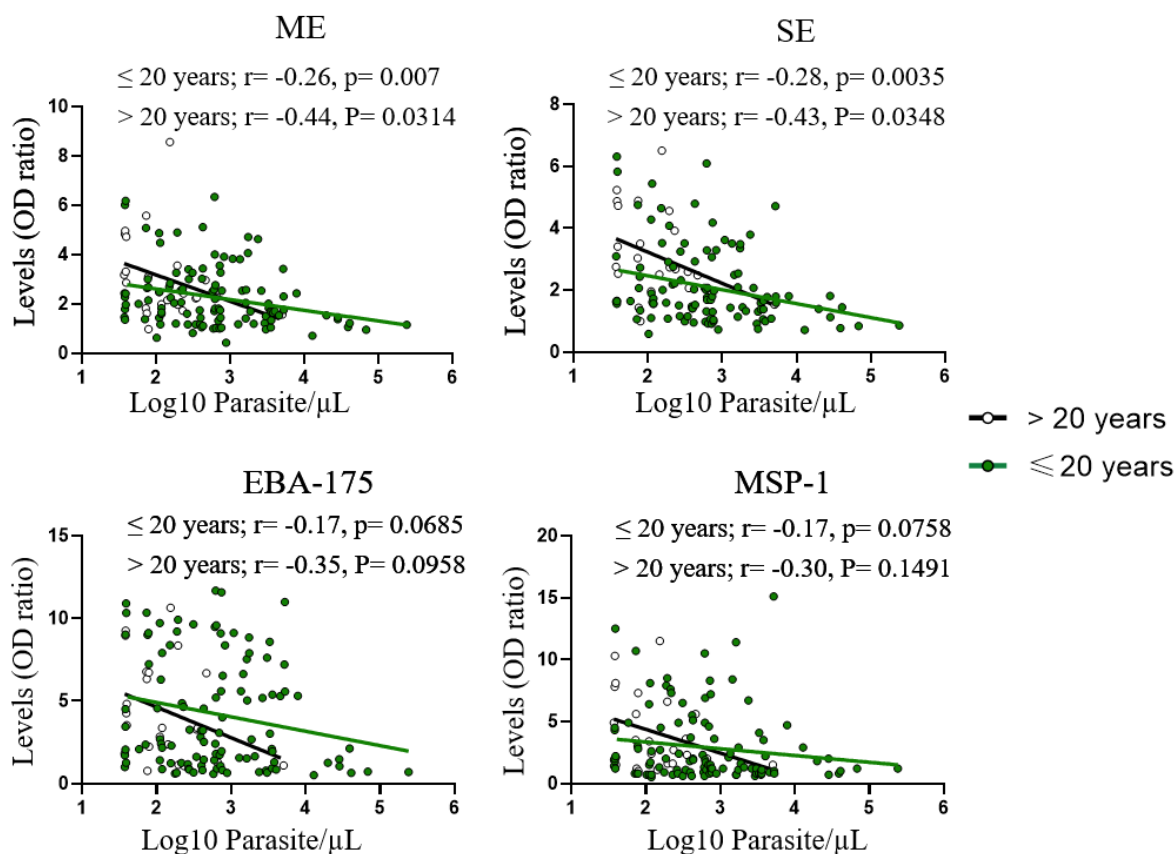 ME
≤ 20 years; r= -0.26, p= 0.007
> 20 years; r= -0.44, P= 0.0314
10
8
6
4
2
0
Levels (OD ratio)
1 2 3 4 5 6
Log10 Parasite/µL
SE
≤ 20 years; r= -0.28, p= 0.0035
> 20 years; r= -0.43, P= 0.0348
8
6
4
2
0
Levels (OD ratio)
1 2 3 4 5 6
Log10 Parasite/µL
> 20 years
≤ 20 years
EBA-175
≤ 20 years; r= -0.17, p= 0.0685
> 20 years; r= -0.35, P= 0.0958
15
10
5
0
Levels (OD ratio)
1 2 3 4 5 6
Log10 Parasite/µL
MSP-1
≤ 20 years; r= -0.17, p= 0.0758
> 20 years; r= -0.30, P= 0.1491
20
15
10
5
0
Levels (OD ratio)
1 2 3 4 5 6
Log10 Parasite/µL